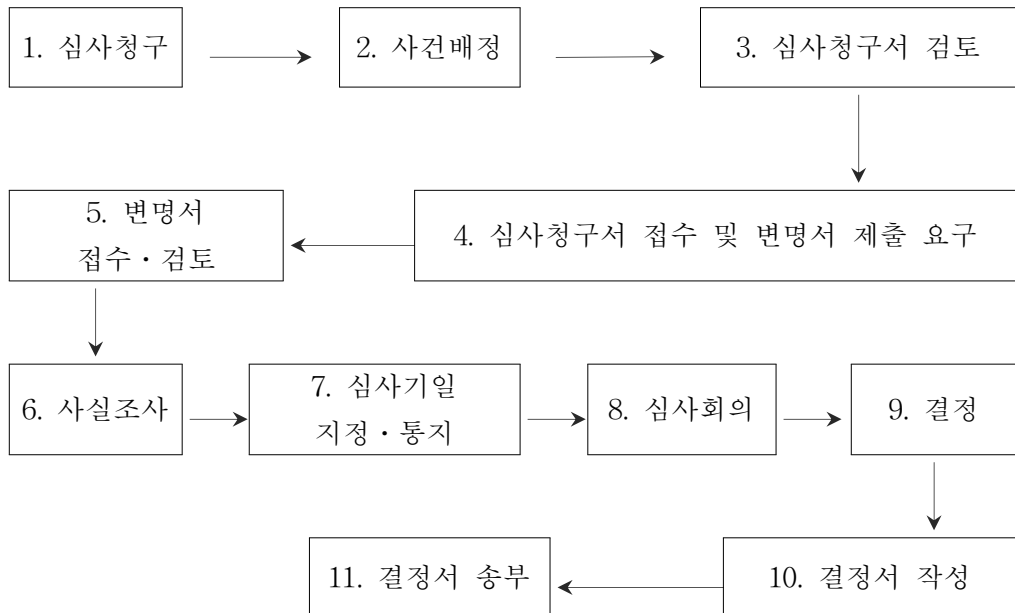 1. 심사청구
2. 사건배정
3. 심사청구서 검토
4. 심사청구서 접수 및 변명서 제출 요구
5. 변명서
접수・검토
6. 사실조사
7. 심사기일
지정・통지
8. 심사회의
9. 결정
10. 결정서 작성
11. 결정서 송부